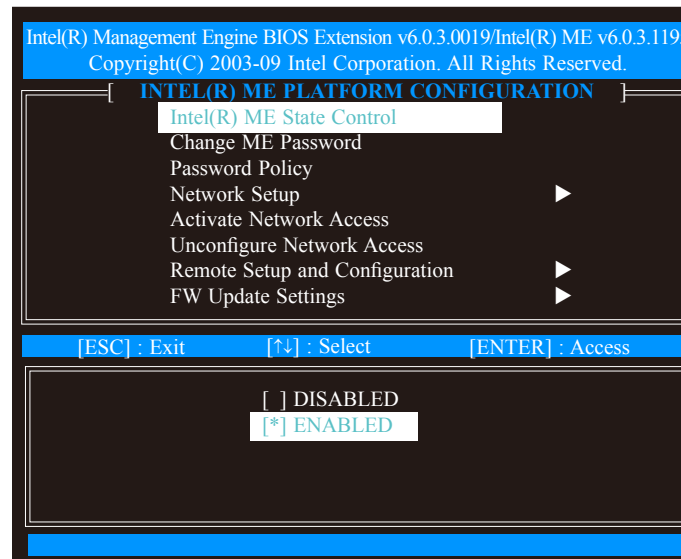 Intel(R) Management Engine BIOS Extension v6.0.3.0019/Intel(R) ME v6.0.3.119
Copyright(C) 2003-09 Intel Corporation. All Rights Reserved.
[ INTEL(R) ME PLATFORM CONFIGURATION ]
Intel(R) ME State Control
Change ME Password
Password Policy
Network Setup ▶
Activate Network Access
Unconfigure Network Access
Remote Setup and Configuration ▶
FW Update Settings ▶
[ESC] : Exit [↑↓] : Select [ENTER] : Access
[ ] DISABLED
[*] ENABLED